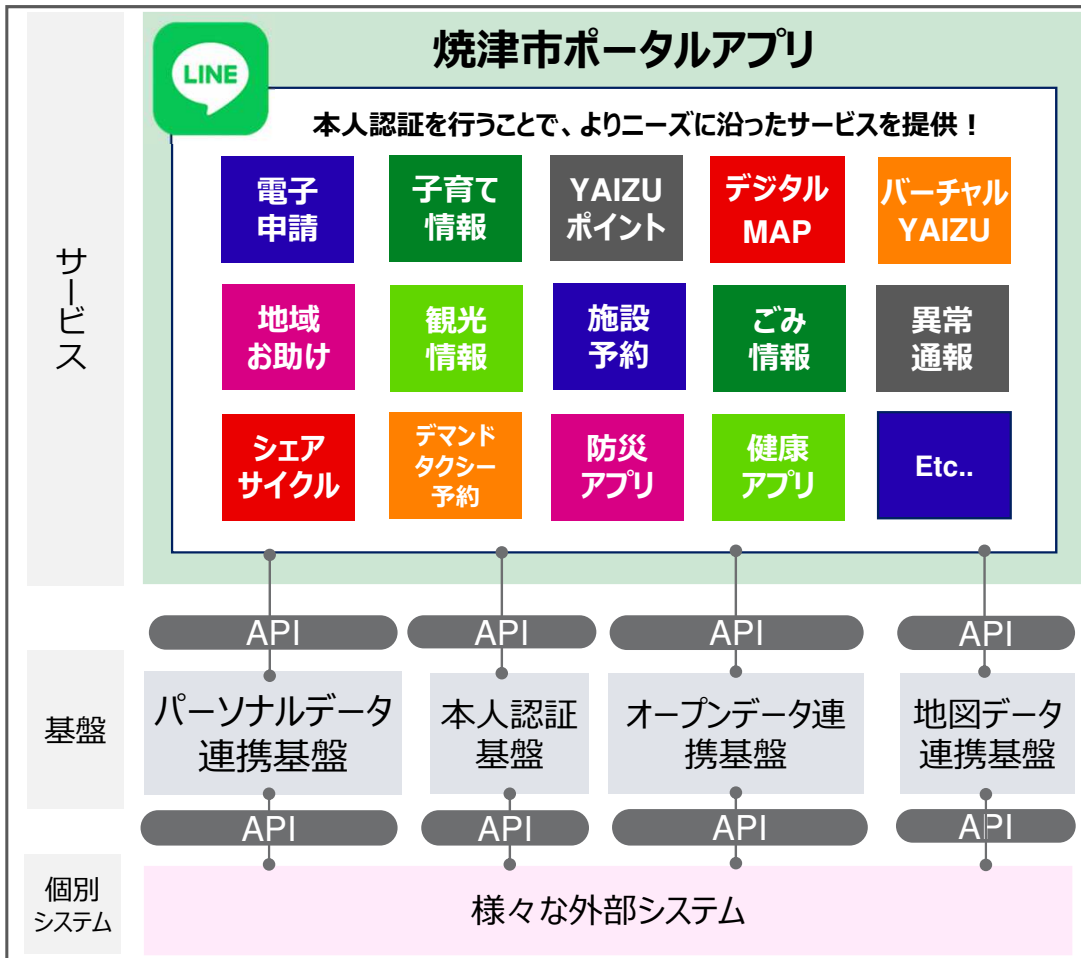 LINE
焼津市ポータルアプリ
本人認証を行うことで、よりニーズに沿ったサービスを提供！
サービス
電子
申請
子育て
情報
YAIZU
ポイント
デジタル
MAP
バーチャル
YAIZU
地域
お助け
観光
情報
施設
予約
ごみ
情報
異常
通報
シェア
サイクル
デマンド
タクシー
予約
防災
アプリ
健康
アプリ
Etc..
API
API
API
API
基盤
パーソナルデータ
連携基盤
本人認証
基盤
オープンデータ連
携基盤
地図データ
連携基盤
API
API
API
API
個別
システム
様々な外部システム